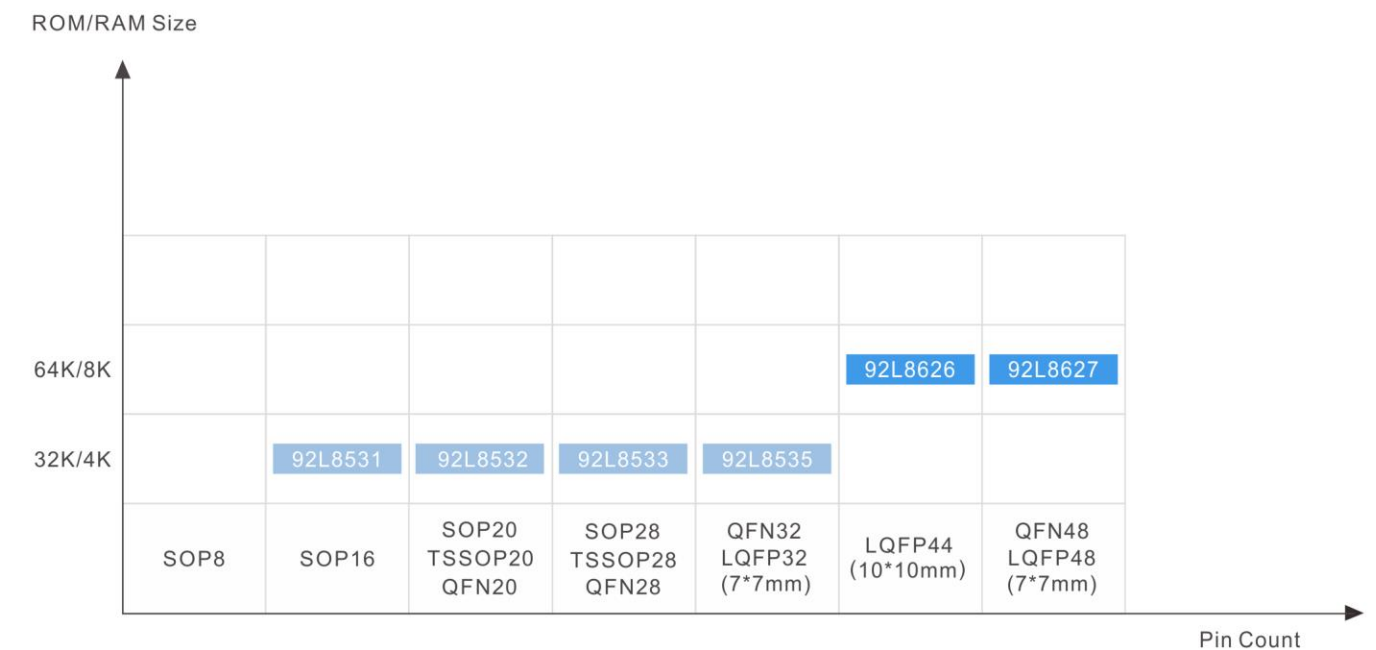 ROM/RAM Size
64K/8K
92L8626
92L8627
32K/4K
92L8531
92L8532
92L8533
92L8535
SOP8
SOP16
SOP20
TSSOP20
QFN20
SOP28
TSSOP28
QFN28
QFN32
LQFP32
(7*7mm)
LQFP44
(10*10mm)
QFN48
LQFP48
(7*7mm)
Pin Count